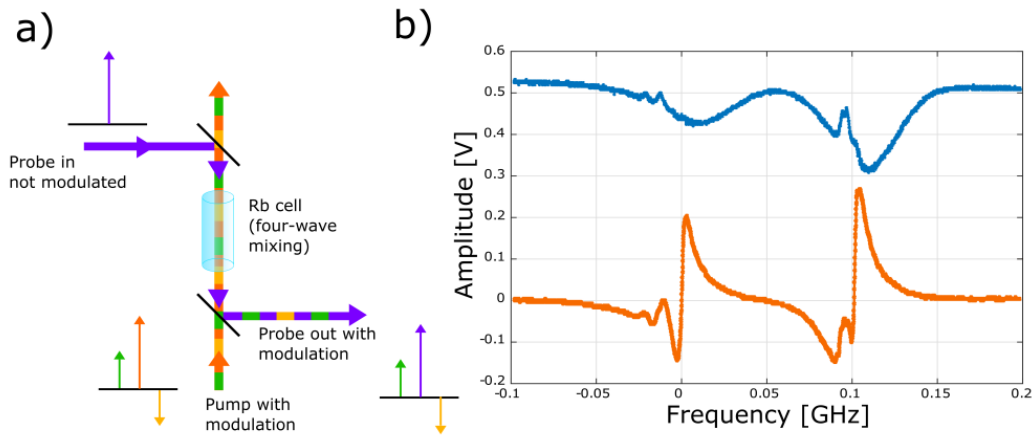 a)
Probe in
not modulated
Rb cell
(four-wave
mixing)
Probe out with
modulation
Pump with
modulation
b)
Amplitude [V]
0.6
0.5
0.4
0.3
0.2
0.1
0
-0.1
-0.2
-0.1
-0.05
0
0.05
0.1
0.15
0.2
Frequency [GHz]